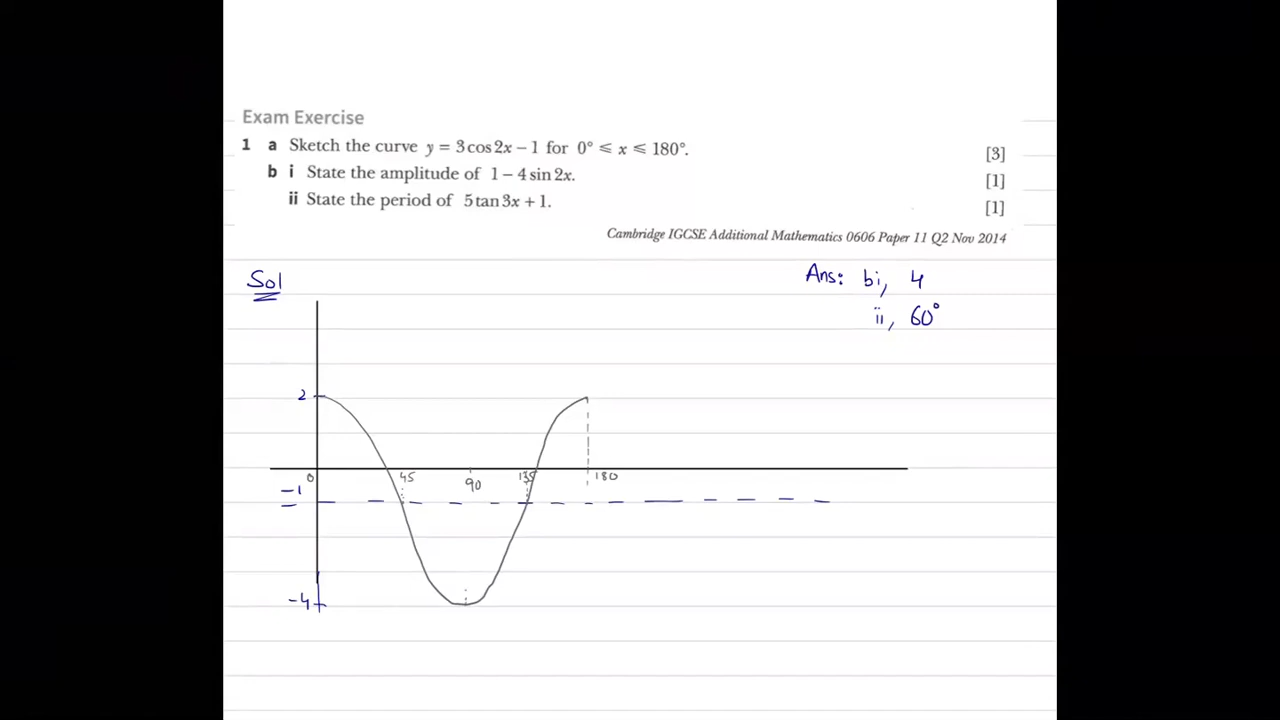 Exam Exercise
1 a Sketch the curve y = 3 cos 2x − 1 for 0° ⩽ x ⩽ 180°. [3]
b i State the amplitude of 1 − 4 sin 2x. [1]
ii State the period of 5 tan 3x + 1. [1]
Cambridge IGCSE Additional Mathematics 0606 Paper 11 Q2 Nov 2014
Sol
Ans: bi, 4
ii, 60°
2
0 45 90 135 180
−1
−4